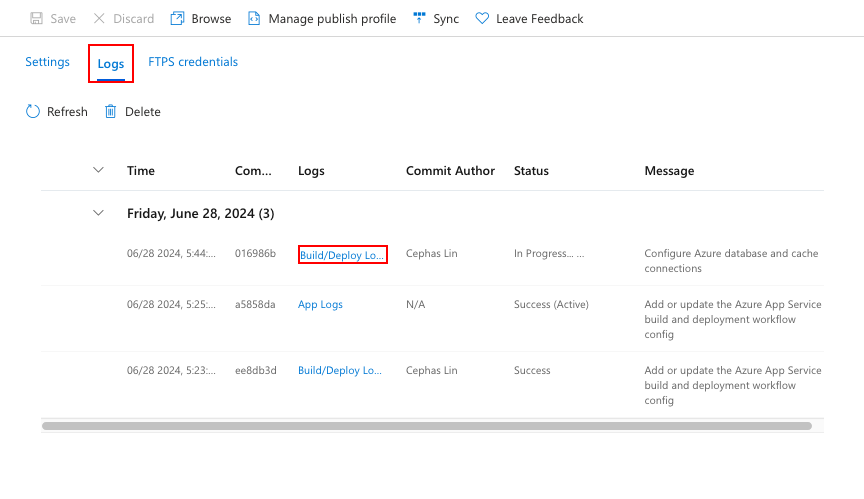 Save Discard Browse Manage publish profile Sync Leave Feedback
Settings Logs FTPS credentials
Refresh Delete
Time Com... Logs Commit Author Status Message
Friday, June 28, 2024 (3)
06/28 2024, 5:44:... 016986b Build/Deploy Lo... Cephas Lin In Progress... ... Configure Azure database and cache
connections
06/28 2024, 5:25:... a5858da App Logs N/A Success (Active) Add or update the Azure App Service
build and deployment workflow
config
06/28 2024, 5:23:... ee8db3d Build/Deploy Lo... Cephas Lin Success Add or update the Azure App Service
build and deployment workflow
config